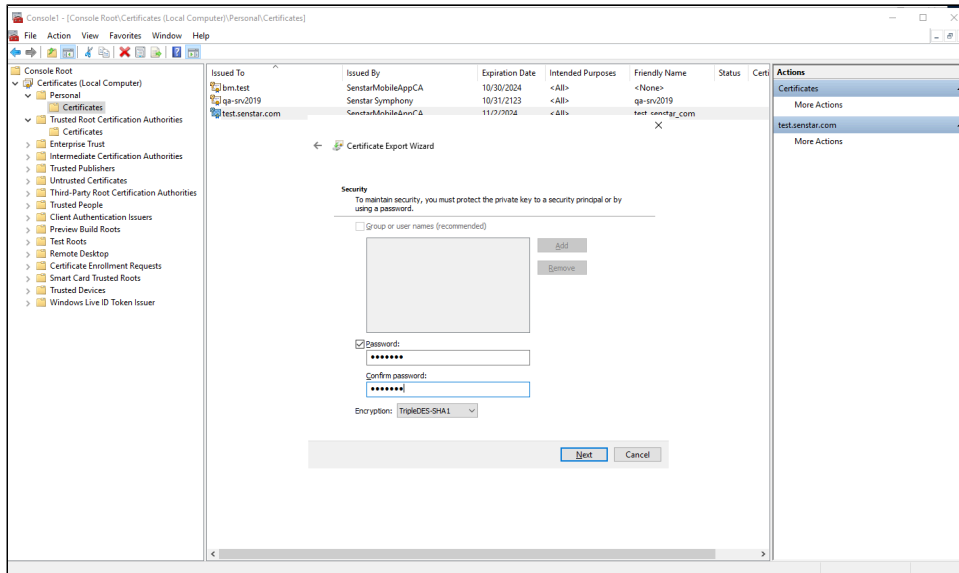 Console1 - [Console Root\Certificates (Local Computer)\Personal\Certificates]
File Action View Favorites Window Help
Console Root
Certificates (Local Computer)
Personal
Certificates
Trusted Root Certification Authorities
Certificates
Enterprise Trust
Intermediate Certification Authorities
Trusted Publishers
Untrusted Certificates
Third-Party Root Certification Authorities
Trusted People
Client Authentication Issuers
Preview Build Roots
Test Roots
Remote Desktop
Certificate Enrollment Requests
Smart Card Trusted Roots
Trusted Devices
Windows Live ID Token Issuer
Issued To Issued By Expiration Date Intended Purposes Friendly Name Status Certi
bm.test SenstarMobileAppCA 10/30/2024 <All> <None>
qa-srv2019 Senstar Symphony 10/31/2123 <All> qa-srv2019
test.senstar.com SenstarMobileAppCA 11/2/2024 <All> test_senstar_com
Certificate Export Wizard
Security
To maintain security, you must protect the private key to a security principal or by
using a password.
Group or user names (recommended)
Add
Remove
Password:
•••••••
Confirm password:
•••••••
Encryption: TripleDES-SHA1
Next Cancel
Actions
Certificates
More Actions
test.senstar.com
More Actions